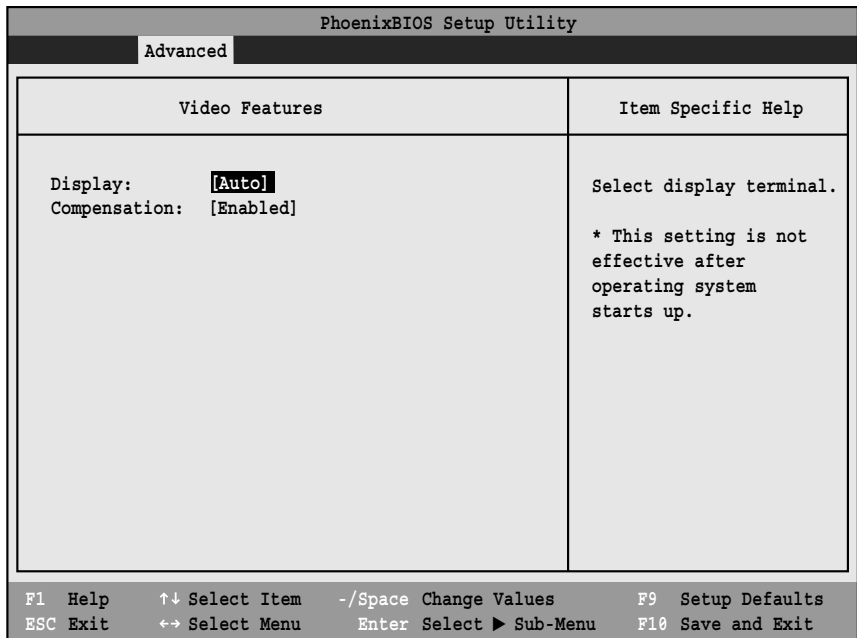 PhoenixBIOS Setup Utility
Advanced
Video Features
Item Specific Help
Display: [Auto]
Compensation: [Enabled]
Select display terminal.
* This setting is not
effective after
operating system
starts up.
F1 Help ↑↓ Select Item -/Space Change Values F9 Setup Defaults
ESC Exit ←→ Select Menu Enter Select ▶ Sub-Menu F10 Save and Exit